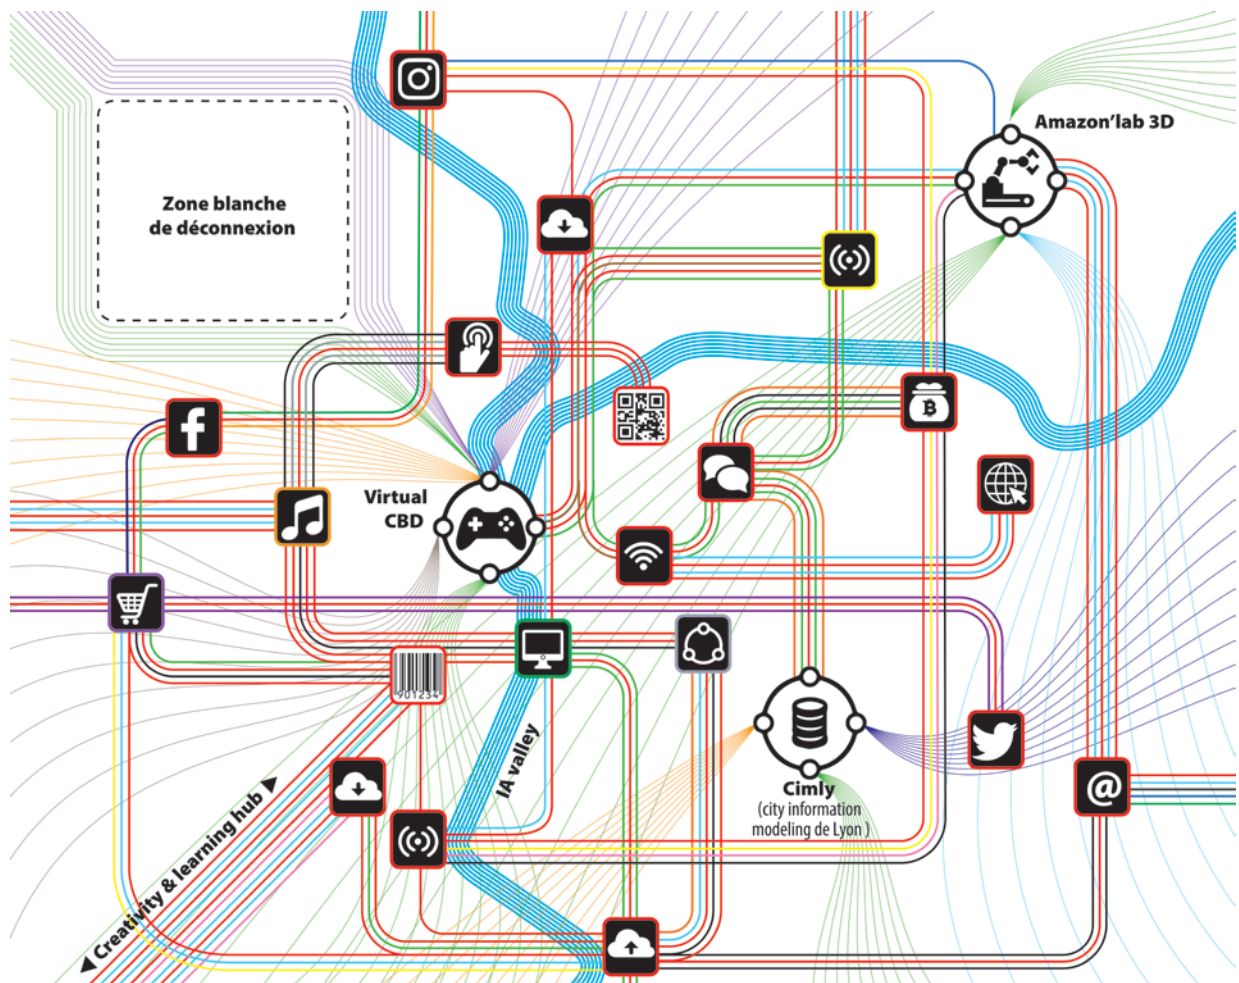 Amazon'lab 3D
Zone blanche
de déconnexion
Virtual
CBD
901234
IA valley
Creativity & learning hub
Cimly
(city information
modeling de Lyon )